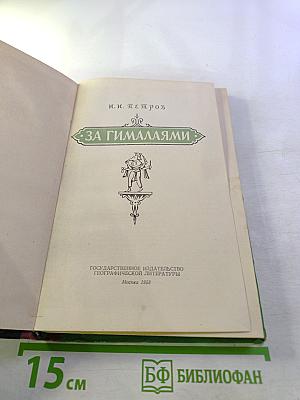 И. И. ПЕТРОВ
ЗА ГИМАЛАЯМИ
ГОСУДАРСТВЕННОЕ ИЗДАТЕЛЬСТВО
ГЕОГРАФИЧЕСКОЙ ЛИТЕРАТУРЫ
Москва 1958
15 см
БФ БИБЛИОФАН